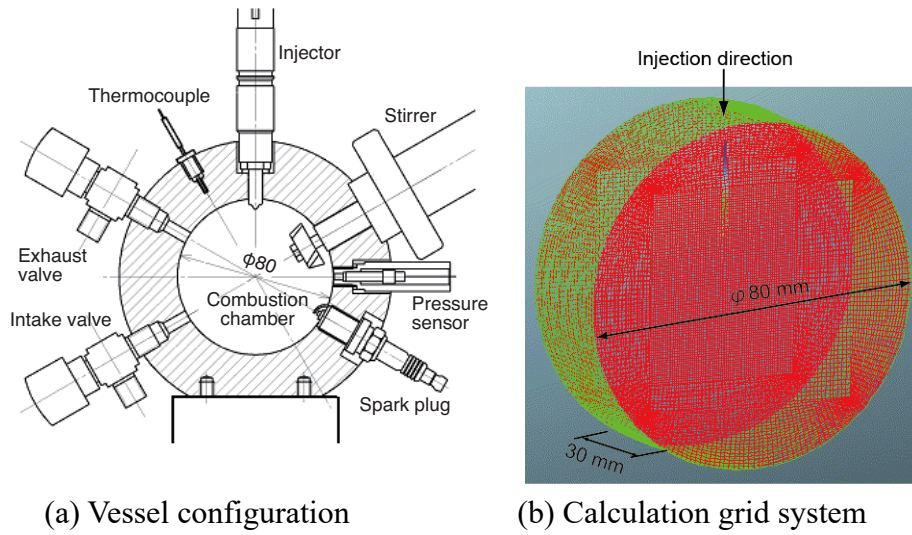 Injector
Thermocouple
Stirrer
Exhaust
valve
φ80
Combustion
chamber
Pressure
sensor
Intake valve
Spark plug
(a) Vessel configuration
Injection direction
φ 80 mm
30 mm
(b) Calculation grid system